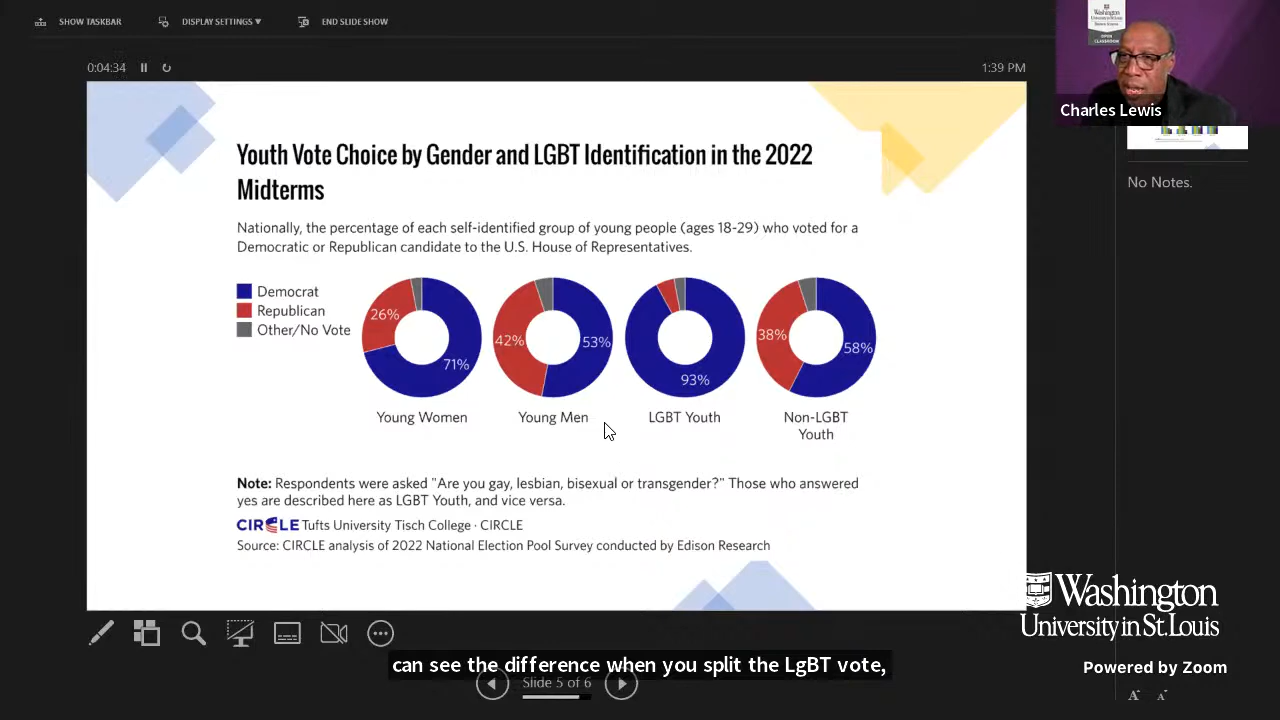 SHOW TASKBAR
DISPLAY SETTINGS ▼
END SLIDE SHOW
0:04:34
1:39 PM
Washington
University in St. Louis
OPEN
CLASSROOM
Charles Lewis
No Notes.
Youth Vote Choice by Gender and LGBT Identification in the 2022
Midterms
Nationally, the percentage of each self-identified group of young people (ages 18-29) who voted for a
Democratic or Republican candidate to the U.S. House of Representatives.
Democrat
Republican
Other/No Vote
26%
71%
42%
53%
93%
38%
58%
Young Women
Young Men
LGBT Youth
Non-LGBT
Youth
Note: Respondents were asked "Are you gay, lesbian, bisexual or transgender?" Those who answered
yes are described here as LGBT Youth, and vice versa.
CIRCLE Tufts University Tisch College · CIRCLE
Source: CIRCLE analysis of 2022 National Election Pool Survey conducted by Edison Research
Washington
University in St. Louis
Powered by Zoom
can see the difference when you split the LgBT vote,
Slide 5 of 6
A A